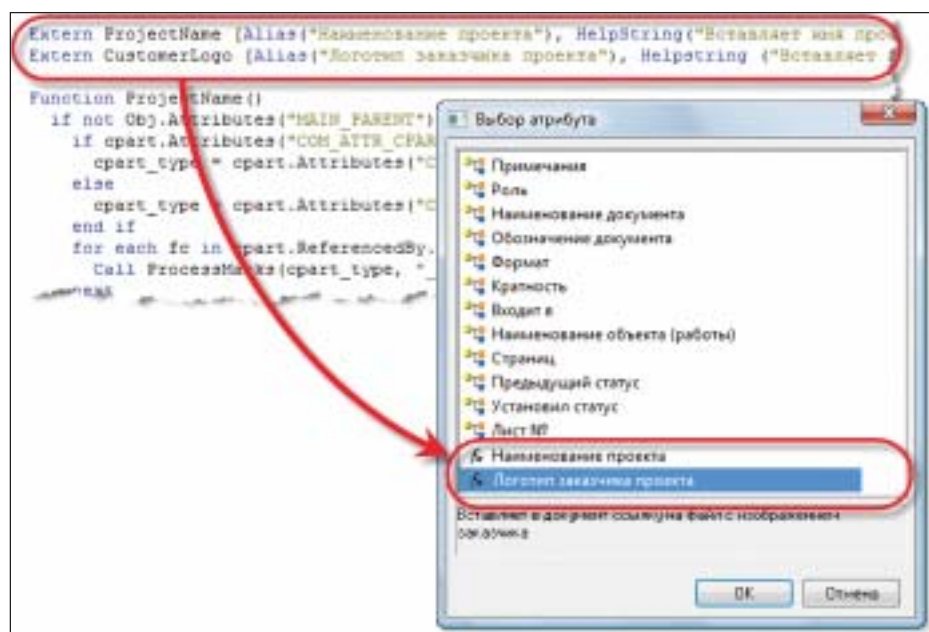 Extern ProjectName [Alias("Наименование проекта"), HelpString("Вставляет имя про
Extern CustomerLogo [Alias("Логотип заказчика проекта"), Helpstring ("Вставляет
Function ProjectName()
if not Obj.Attributes("MAIN_PARENT")
if cpart.Attributes("COM_ATTR_CPAR
cpart_type = cpart.Attributes("C
else
cpart_type = cpart.Attributes("C
end if
for each fc in cpart.ReferencedBy.
Call ProcessMasks(cpart_type, "_
next
Выбор атрибута
Примечания
Роль
Наименование документа
Обозначение документа
Формат
Кратность
Входит в
Наименование объекта (работы)
Страниц
Предыдущий статус
Установил статус
Лист №
Наименование проекта
Логотип заказчика проекта
Вставляет в документ ссылку на файл с изображением
заказчика
OK
Отмена